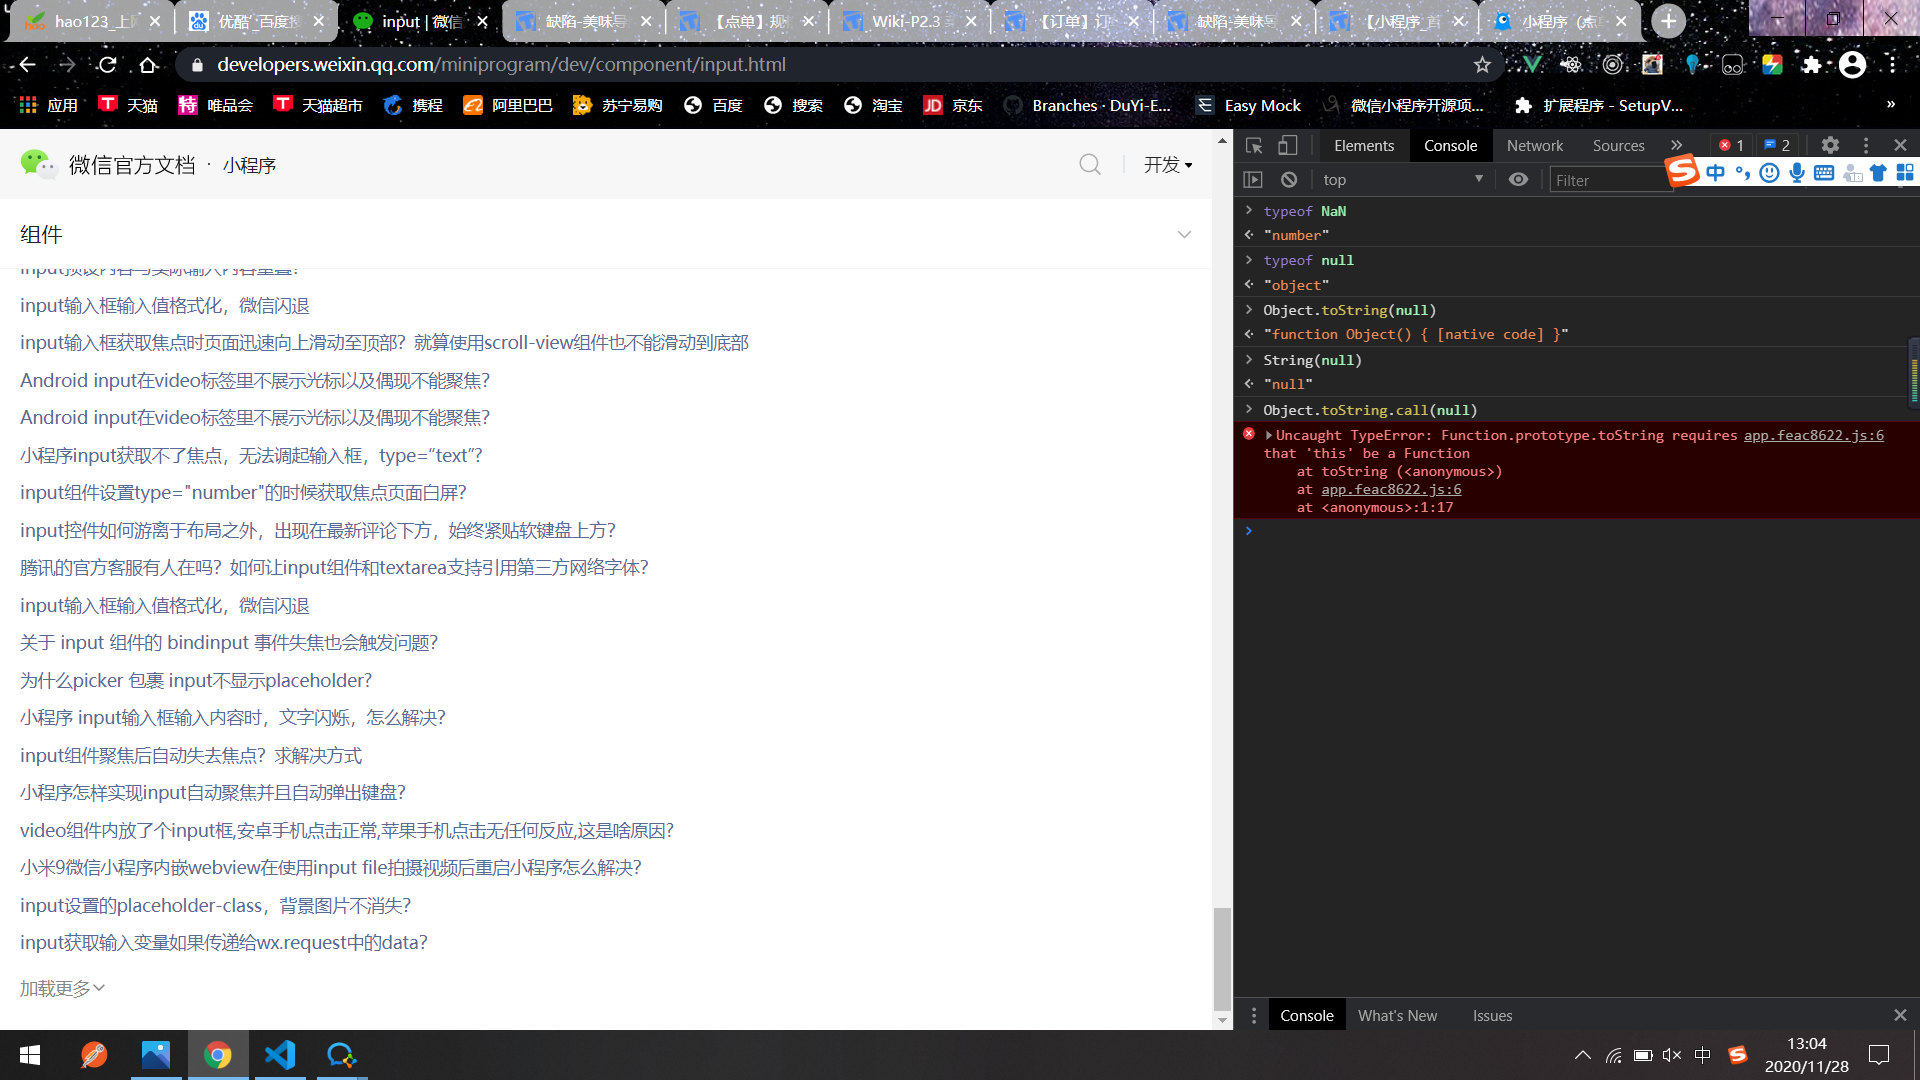 hao123_上
优酷'_百度搜
input | 微信
缺陷-美味
【点单】规
Wiki-P2.3
【订单】订
缺陷-美味
【小程序_首
小程序（点
developers.weixin.qq.com/miniprogram/dev/component/input.html
应用 天猫 唯品会 天猫超市 携程 阿里巴巴 苏宁易购 百度 搜索 淘宝 京东 Branches · DuYi-E... Easy Mock 微信小程序开源项... 扩展程序 - SetupV... »
微信官方文档 · 小程序
开发
组件
input预设内容与实际输入内容重叠？
input输入框输入值格式化，微信闪退
input输入框获取焦点时页面迅速向上滑动至顶部？就算使用scroll-view组件也不能滑动到底部
Android input在video标签里不展示光标以及偶现不能聚焦？
Android input在video标签里不展示光标以及偶现不能聚焦？
小程序input获取不了焦点，无法调起输入框，type=“text”？
input组件设置type="number"的时候获取焦点页面白屏？
input控件如何游离于布局之外，出现在最新评论下方，始终紧贴软键盘上方？
腾讯的官方客服有人在吗？如何让input组件和textarea支持引用第三方网络字体？
input输入框输入值格式化，微信闪退
关于 input 组件的 bindinput 事件失焦也会触发问题？
为什么picker 包裹 input不显示placeholder？
小程序 input输入框输入内容时，文字闪烁，怎么解决？
input组件聚焦后自动失去焦点？求解决方式
小程序怎样实现input自动聚焦并且自动弹出键盘？
video组件内放了个input框,安卓手机点击正常,苹果手机点击无任何反应,这是啥原因？
小米9微信小程序内嵌webview在使用input file拍摄视频后重启小程序怎么解决？
input设置的placeholder-class，背景图片不消失？
input获取输入变量如果传递给wx.request中的data？
加载更多
Elements Console Network Sources » 1 2
top Filter
中
typeof NaN
"number"
typeof null
"object"
Object.toString(null)
"function Object() { [native code] }"
String(null)
"null"
Object.toString.call(null)
Uncaught TypeError: Function.prototype.toString requires app.feac8622.js:6
that 'this' be a Function
at toString (<anonymous>)
at app.feac8622.js:6
at <anonymous>:1:17
Console What's New Issues
中
13:04
2020/11/28